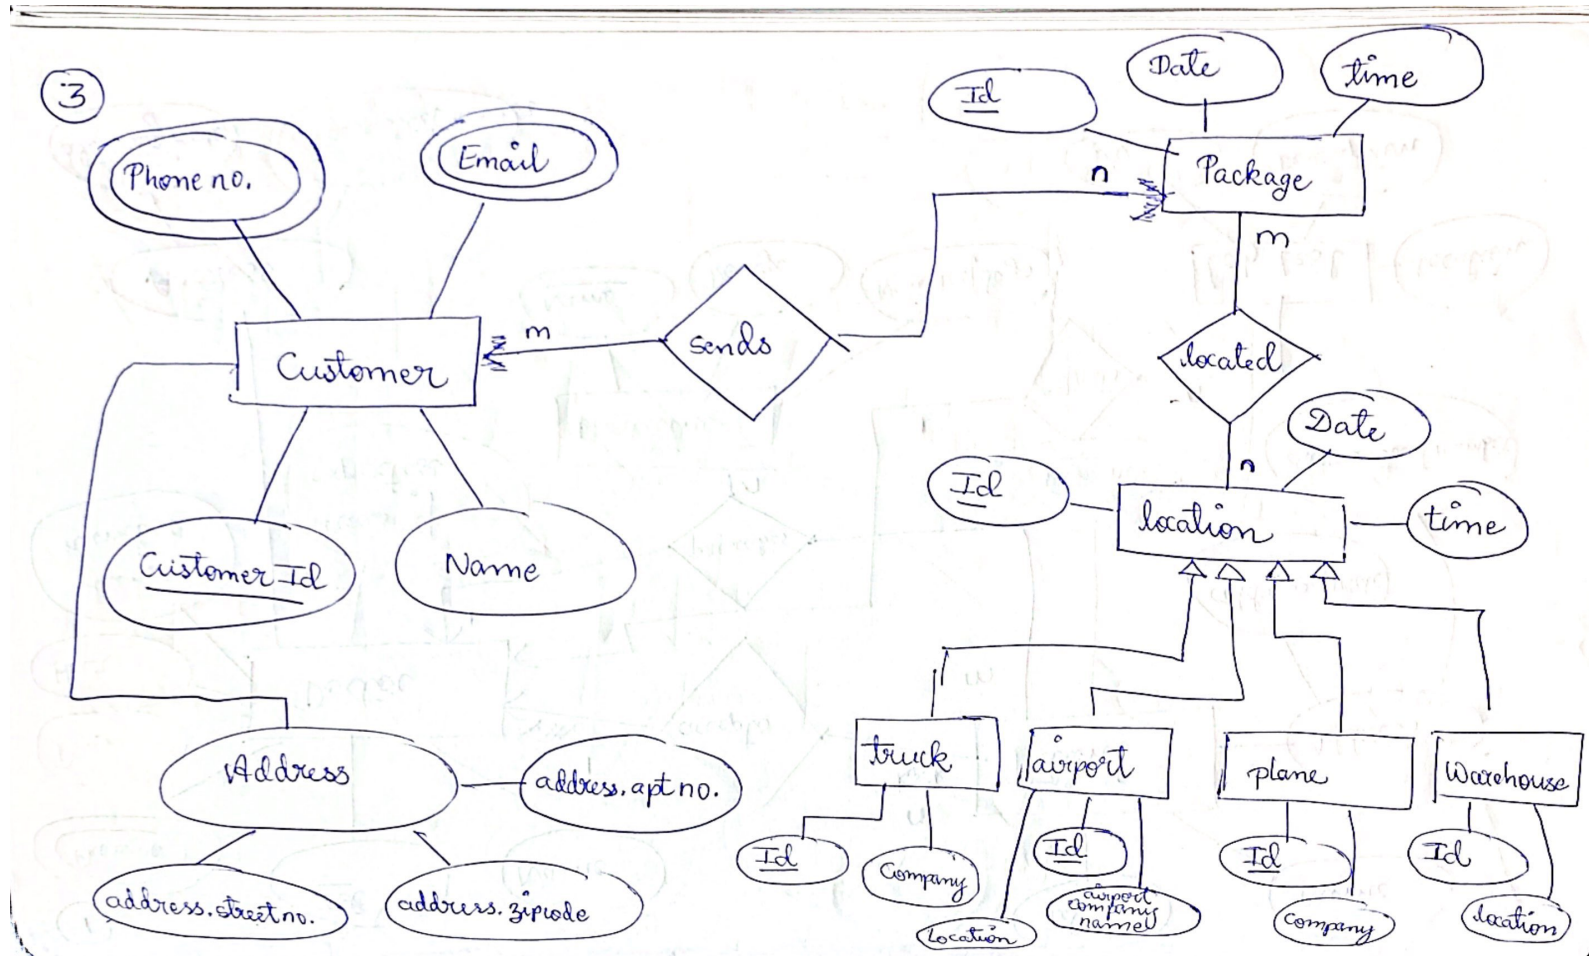 3
Id
Date
time
Phone no.
Email
Package
n
m
m
Customer
sends
located
Date
n
Id
location
time
Customer Id
Name
truck
airport
plane
Warehouse
Address
address.apt no.
Id
Company
Id
Id
Id
address.street no.
address.zipcode
airport
company
name
Location
company
location